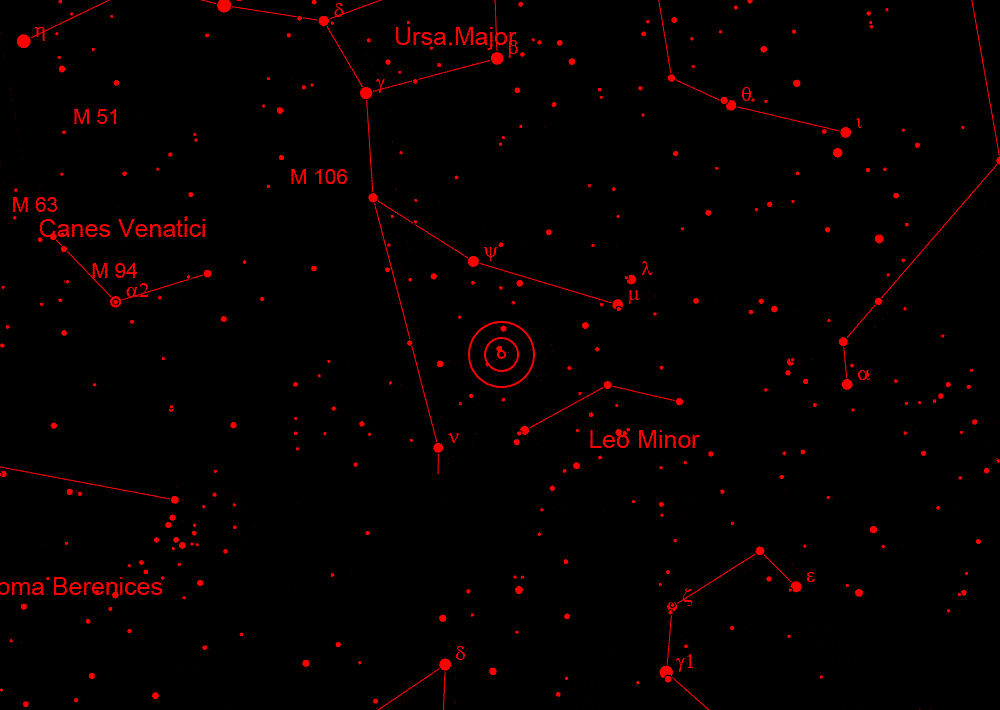 δ
η
Ursa Major
β
γ
θ
M 51
ι
M 106
M 63
Canes Venatici
ψ
M 94
λ
α2
μ
α
ν
Leo Minor
ε
oma Berenices
ζ
δ
γ1